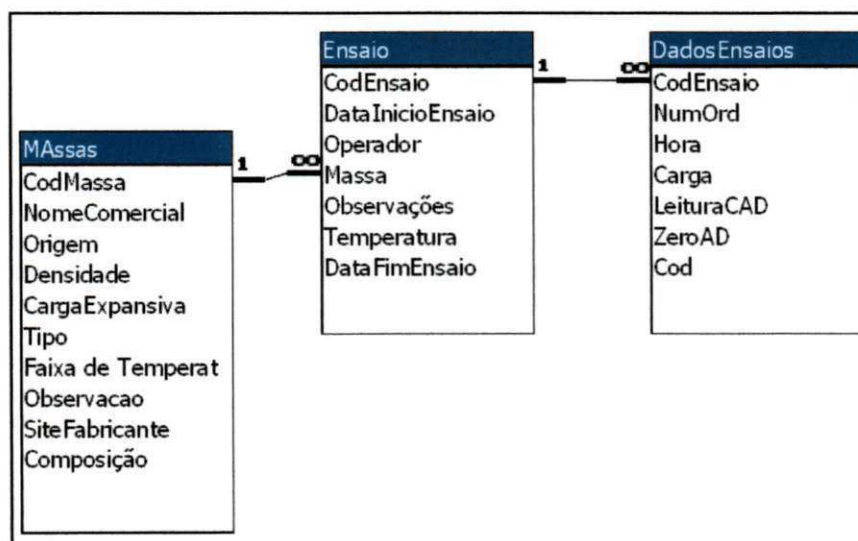 MAssas
CodMassa
NomeComercial
Origem
Densidade
CargaExpansiva
Tipo
Faixa de Temperat
Observacao
SiteFabricante
Composição
1
∞
Ensaio
CodEnsaio
DataInicioEnsaio
Operador
Massa
Observações
Temperatura
DataFimEnsaio
1
∞
DadosEnsaios
CodEnsaio
NumOrd
Hora
Carga
LeituraCAD
ZeroAD
Cod